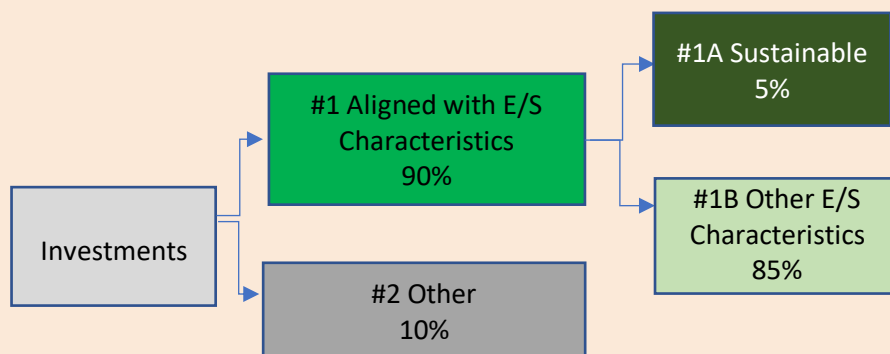 Investments
#1 Aligned with E/S
Characteristics
90%
#2 Other
10%
#1A Sustainable
5%
#1B Other E/S
Characteristics
85%